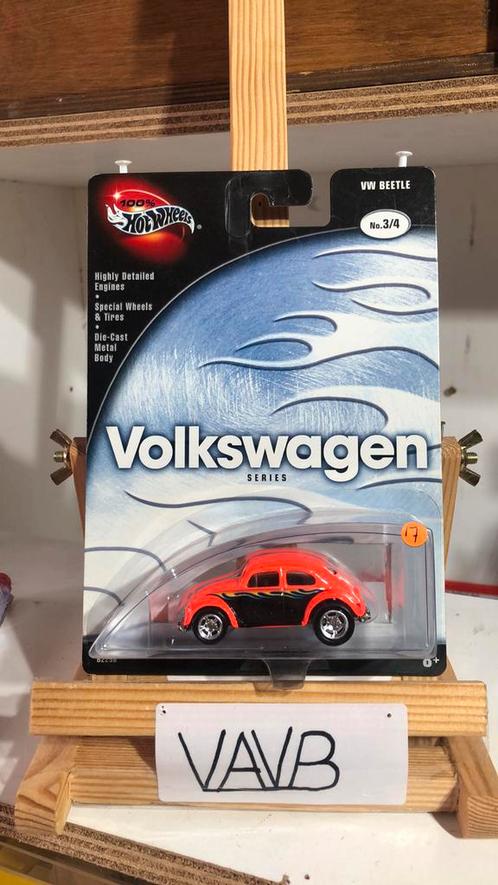 100%
Hot Wheels®
VW BEETLE
No.3/4
Highly Detailed
Engines
•
Special Wheels
& Tires
•
Die-Cast
Metal
Body
Volkswagen
SERIES
17
VAVB